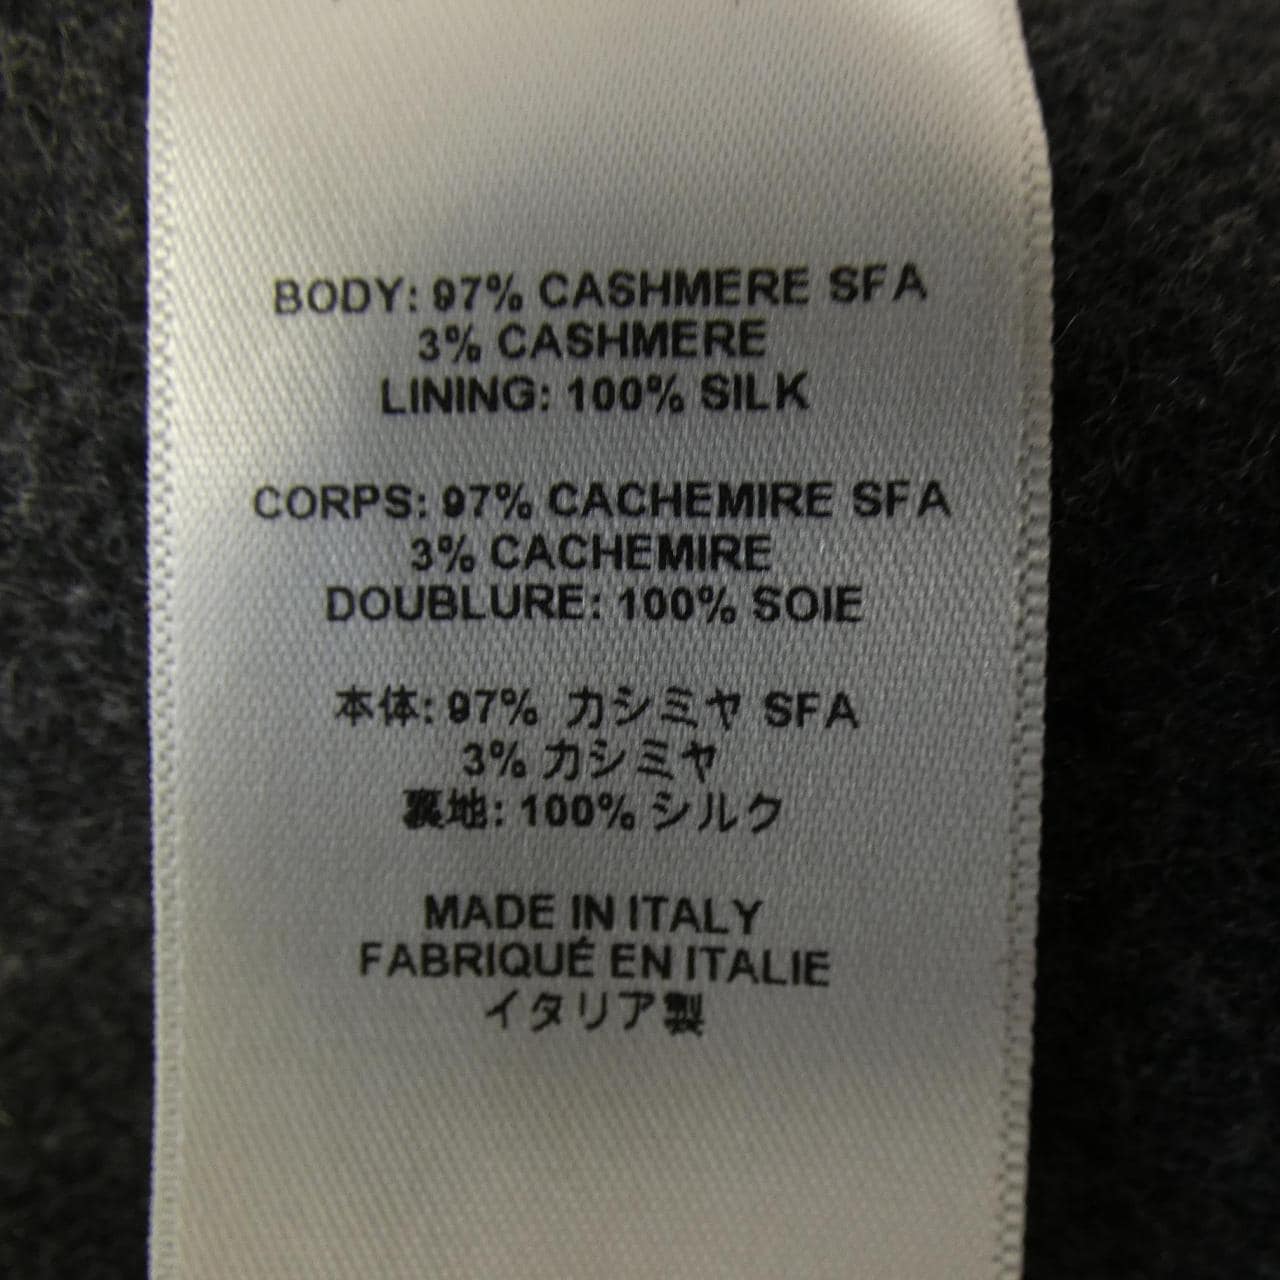 BODY: 97% CASHMERE SFA
3% CASHMERE
LINING: 100% SILK
CORPS: 97% CACHEMIRE SFA
3% CACHEMIRE
DOUBLURE: 100% SOIE
本体: 97% カシミヤ SFA
3% カシミヤ
裏地: 100% シルク
MADE IN ITALY
FABRIQUÉ EN ITALIE
イタリア製